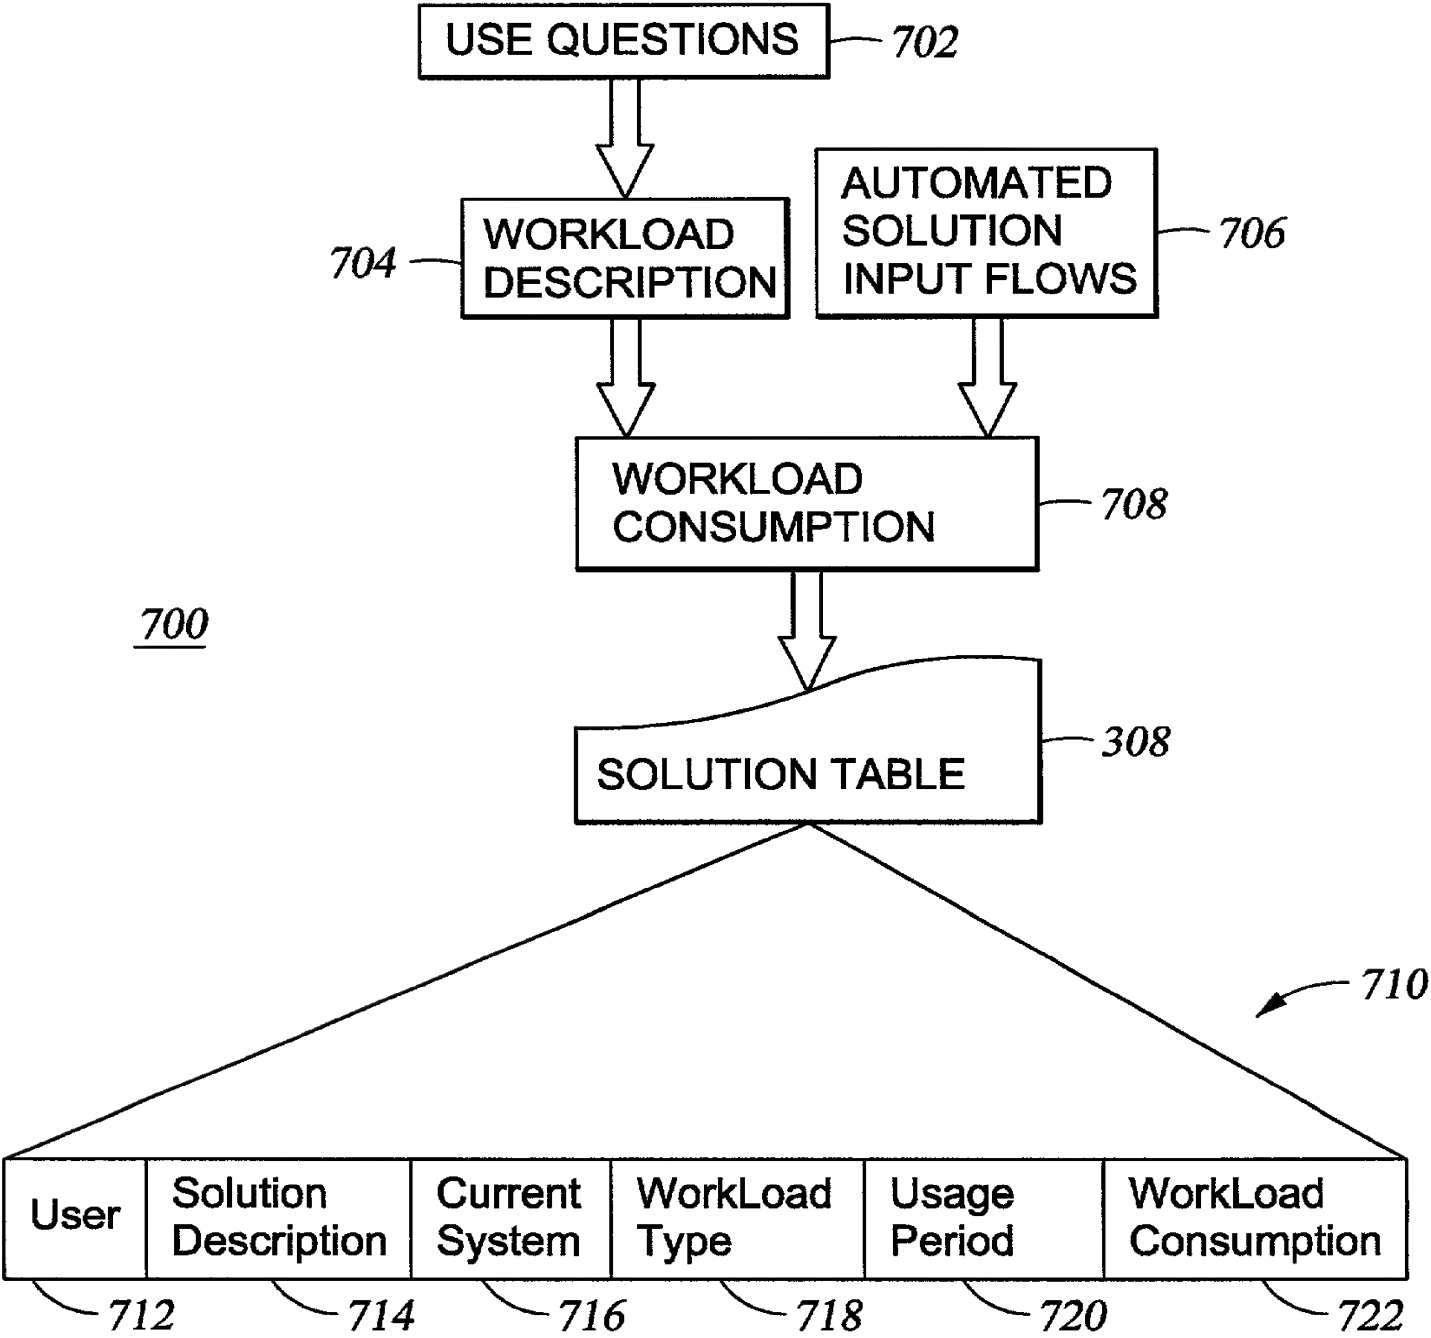 USE QUESTIONS
702
AUTOMATED
SOLUTION
INPUT FLOWS
706
WORKLOAD
DESCRIPTION
704
WORKLOAD
CONSUMPTION
708
700
SOLUTION TABLE
308
710
User
Solution
Description
Current
System
WorkLoad
Type
Usage
Period
WorkLoad
Consumption
712
714
716
718
720
722